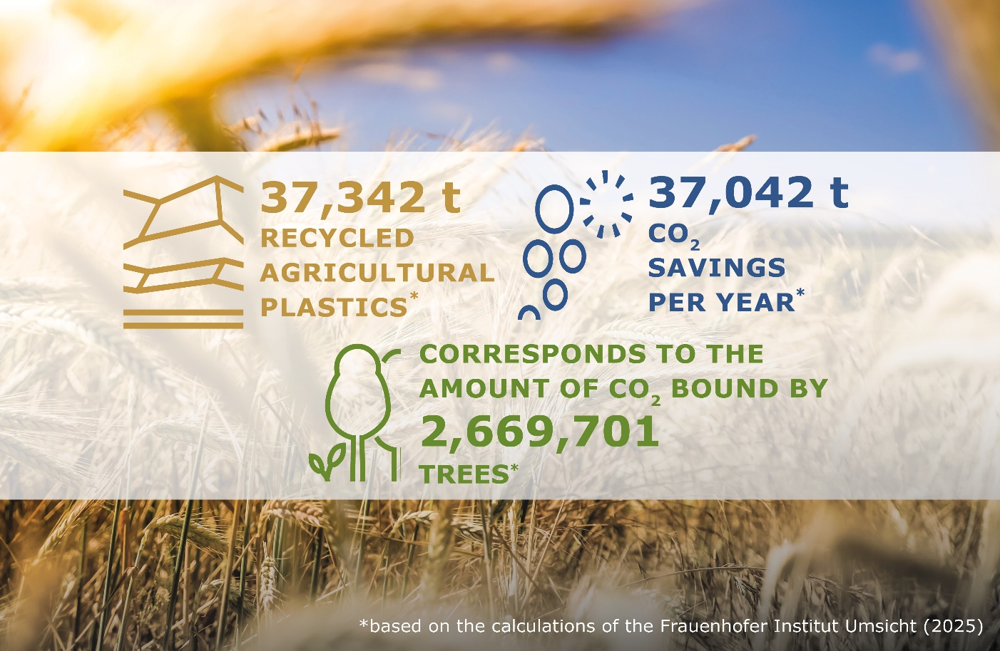 37,342 t
RECYCLED
AGRICULTURAL
PLASTICS*
37,042 t
CO₂
SAVINGS
PER YEAR*
CORRESPONDS TO THE
AMOUNT OF CO₂ BOUND BY
2,669,701
TREES*
*based on the calculations of the Frauenhofer Institut Umsicht (2025)